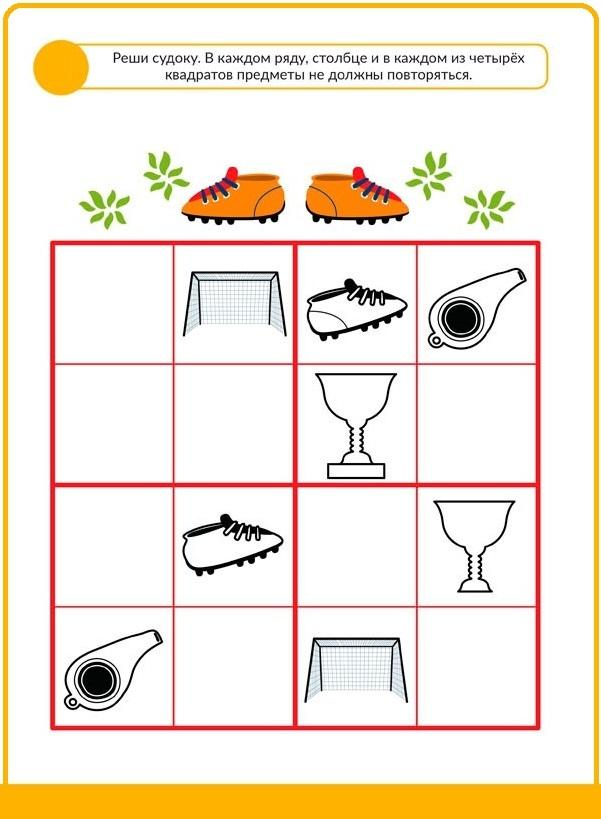 Реши судоку. В каждом ряду, столбце и в каждом из четырёх
квадратов предметы не должны повторяться.